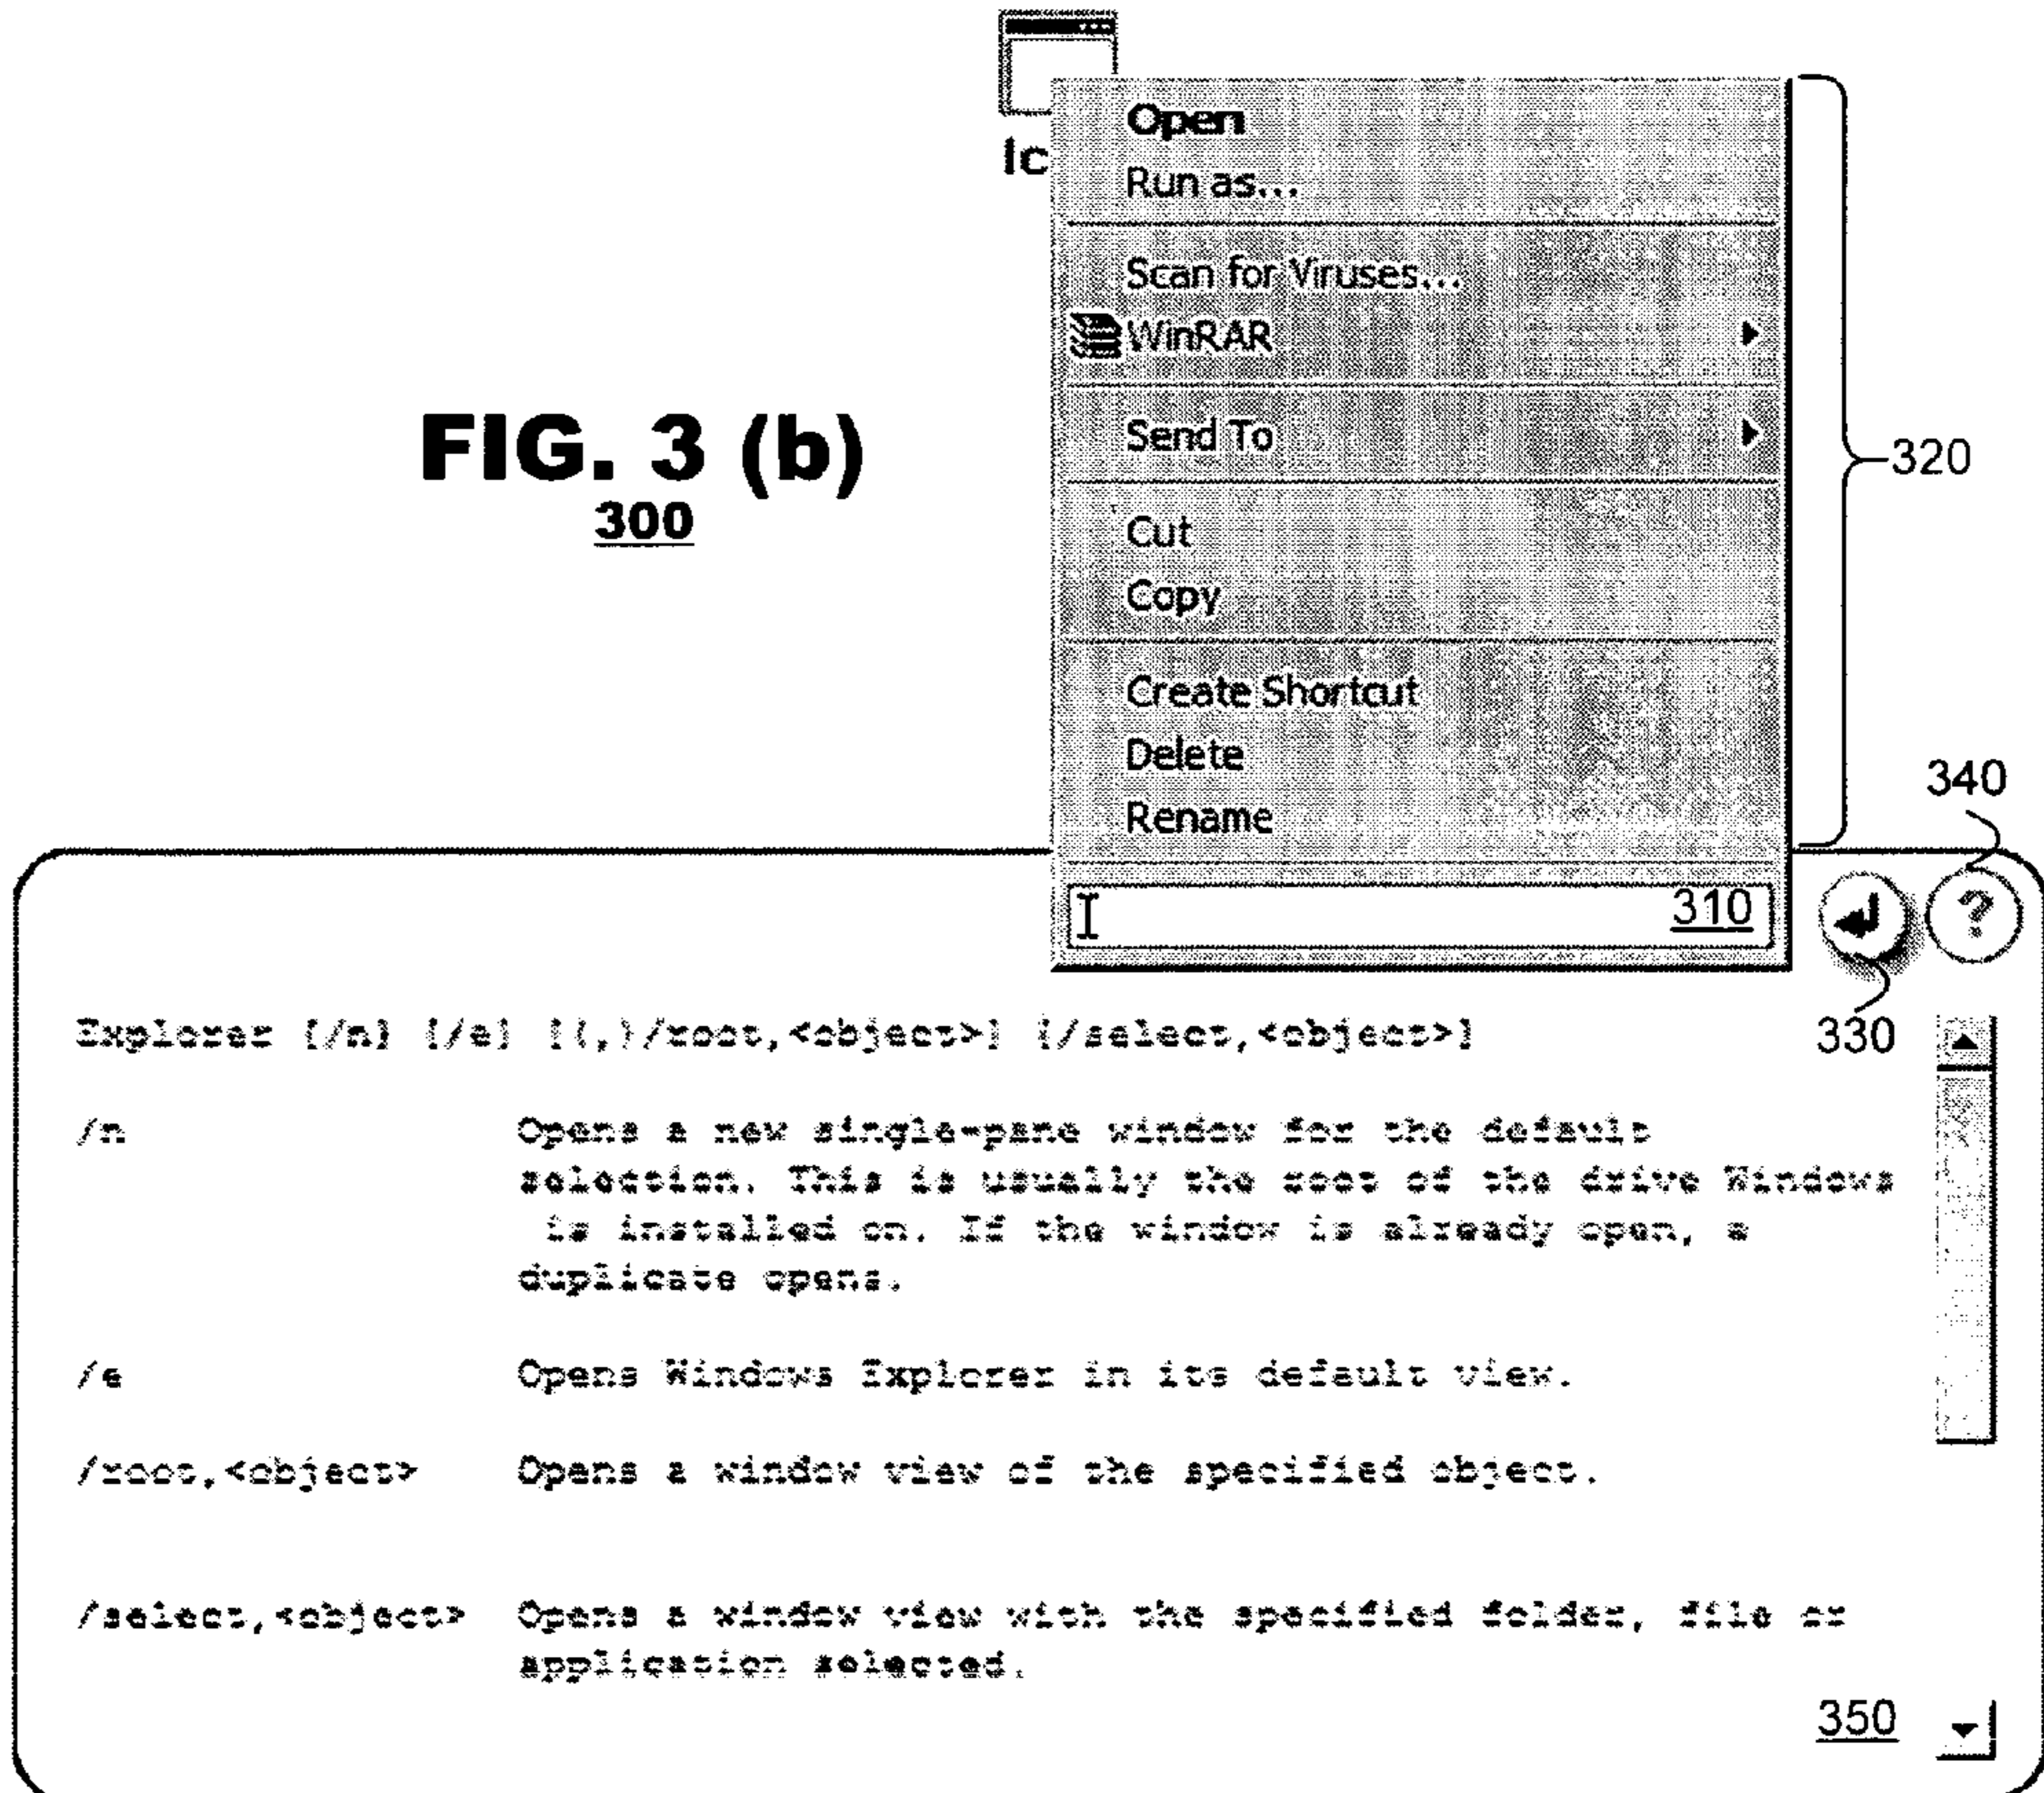 Ic
Open
Run as...
Scan for Viruses...
WinRAR
Send To
320
FIG. 3 (b)
300
Cut
Copy
Create Shortcut
Delete
Rename
340
310
?
330
Explorer [/n] [/e] [(,)/root,<object>] [/select,<object>]
/n Opens a new single-pane window for the default
selection. This is usually the root of the drive Windows
is installed on. If the window is already open, a
duplicate opens.
/e Opens Windows Explorer in its default view.
/root,<object> Opens a window view of the specified object.
/select,<object> Opens a window view with the specified folder, file or
application selected.
350